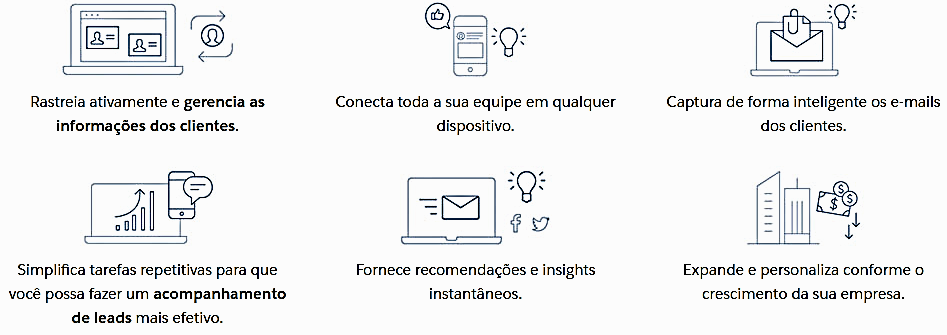 Rastreia ativamente e gerencia as
informações dos clientes.
Conecta toda a sua equipe em qualquer
dispositivo.
Captura de forma inteligente os e-mails
dos clientes.
Simplifica tarefas repetitivas para que
você possa fazer um acompanhamento
de leads mais efetivo.
Fornece recomendações e insights
instantâneos.
Expande e personaliza conforme o
crescimento da sua empresa.